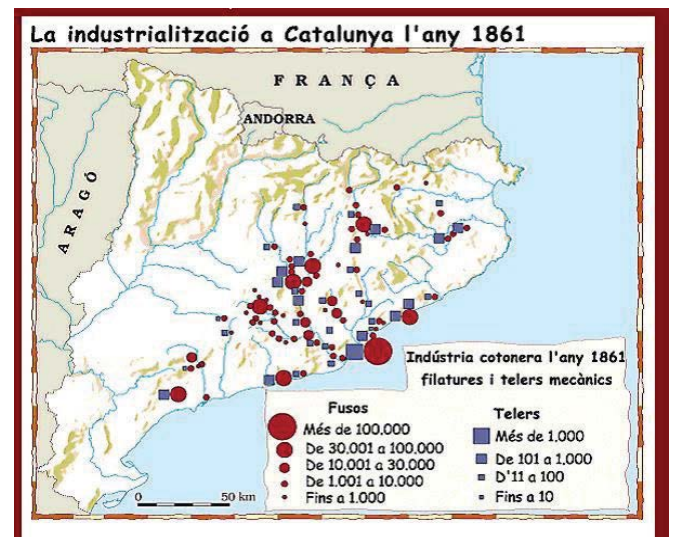 La industrialització a Catalunya l'any 1861
FRANÇA
ANDORRA
ARAGÓ
Indústria cotonera l'any 1861
filatures i telers mecànics
Fusos
Més de 100.000
De 30.001 a 100.000
De 10.001 a 30.000
De 1.001 a 10.000
Fins a 1.000
Telers
Més de 1.000
De 101 a 1,000
D'11 a 100
Fins a 10
0 50 km